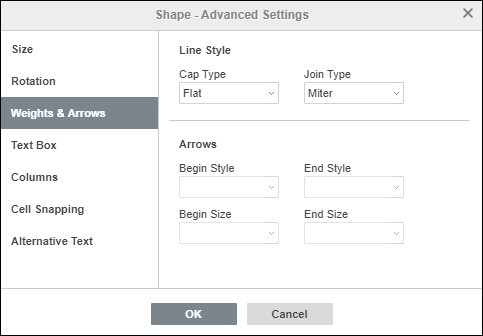 Shape - Advanced Settings
Size
Rotation
Weights & Arrows
Text Box
Columns
Cell Snapping
Alternative Text
Line Style
Cap Type
Join Type
Flat
Miter
Arrows
Begin Style
End Style
Begin Size
End Size
OK
Cancel